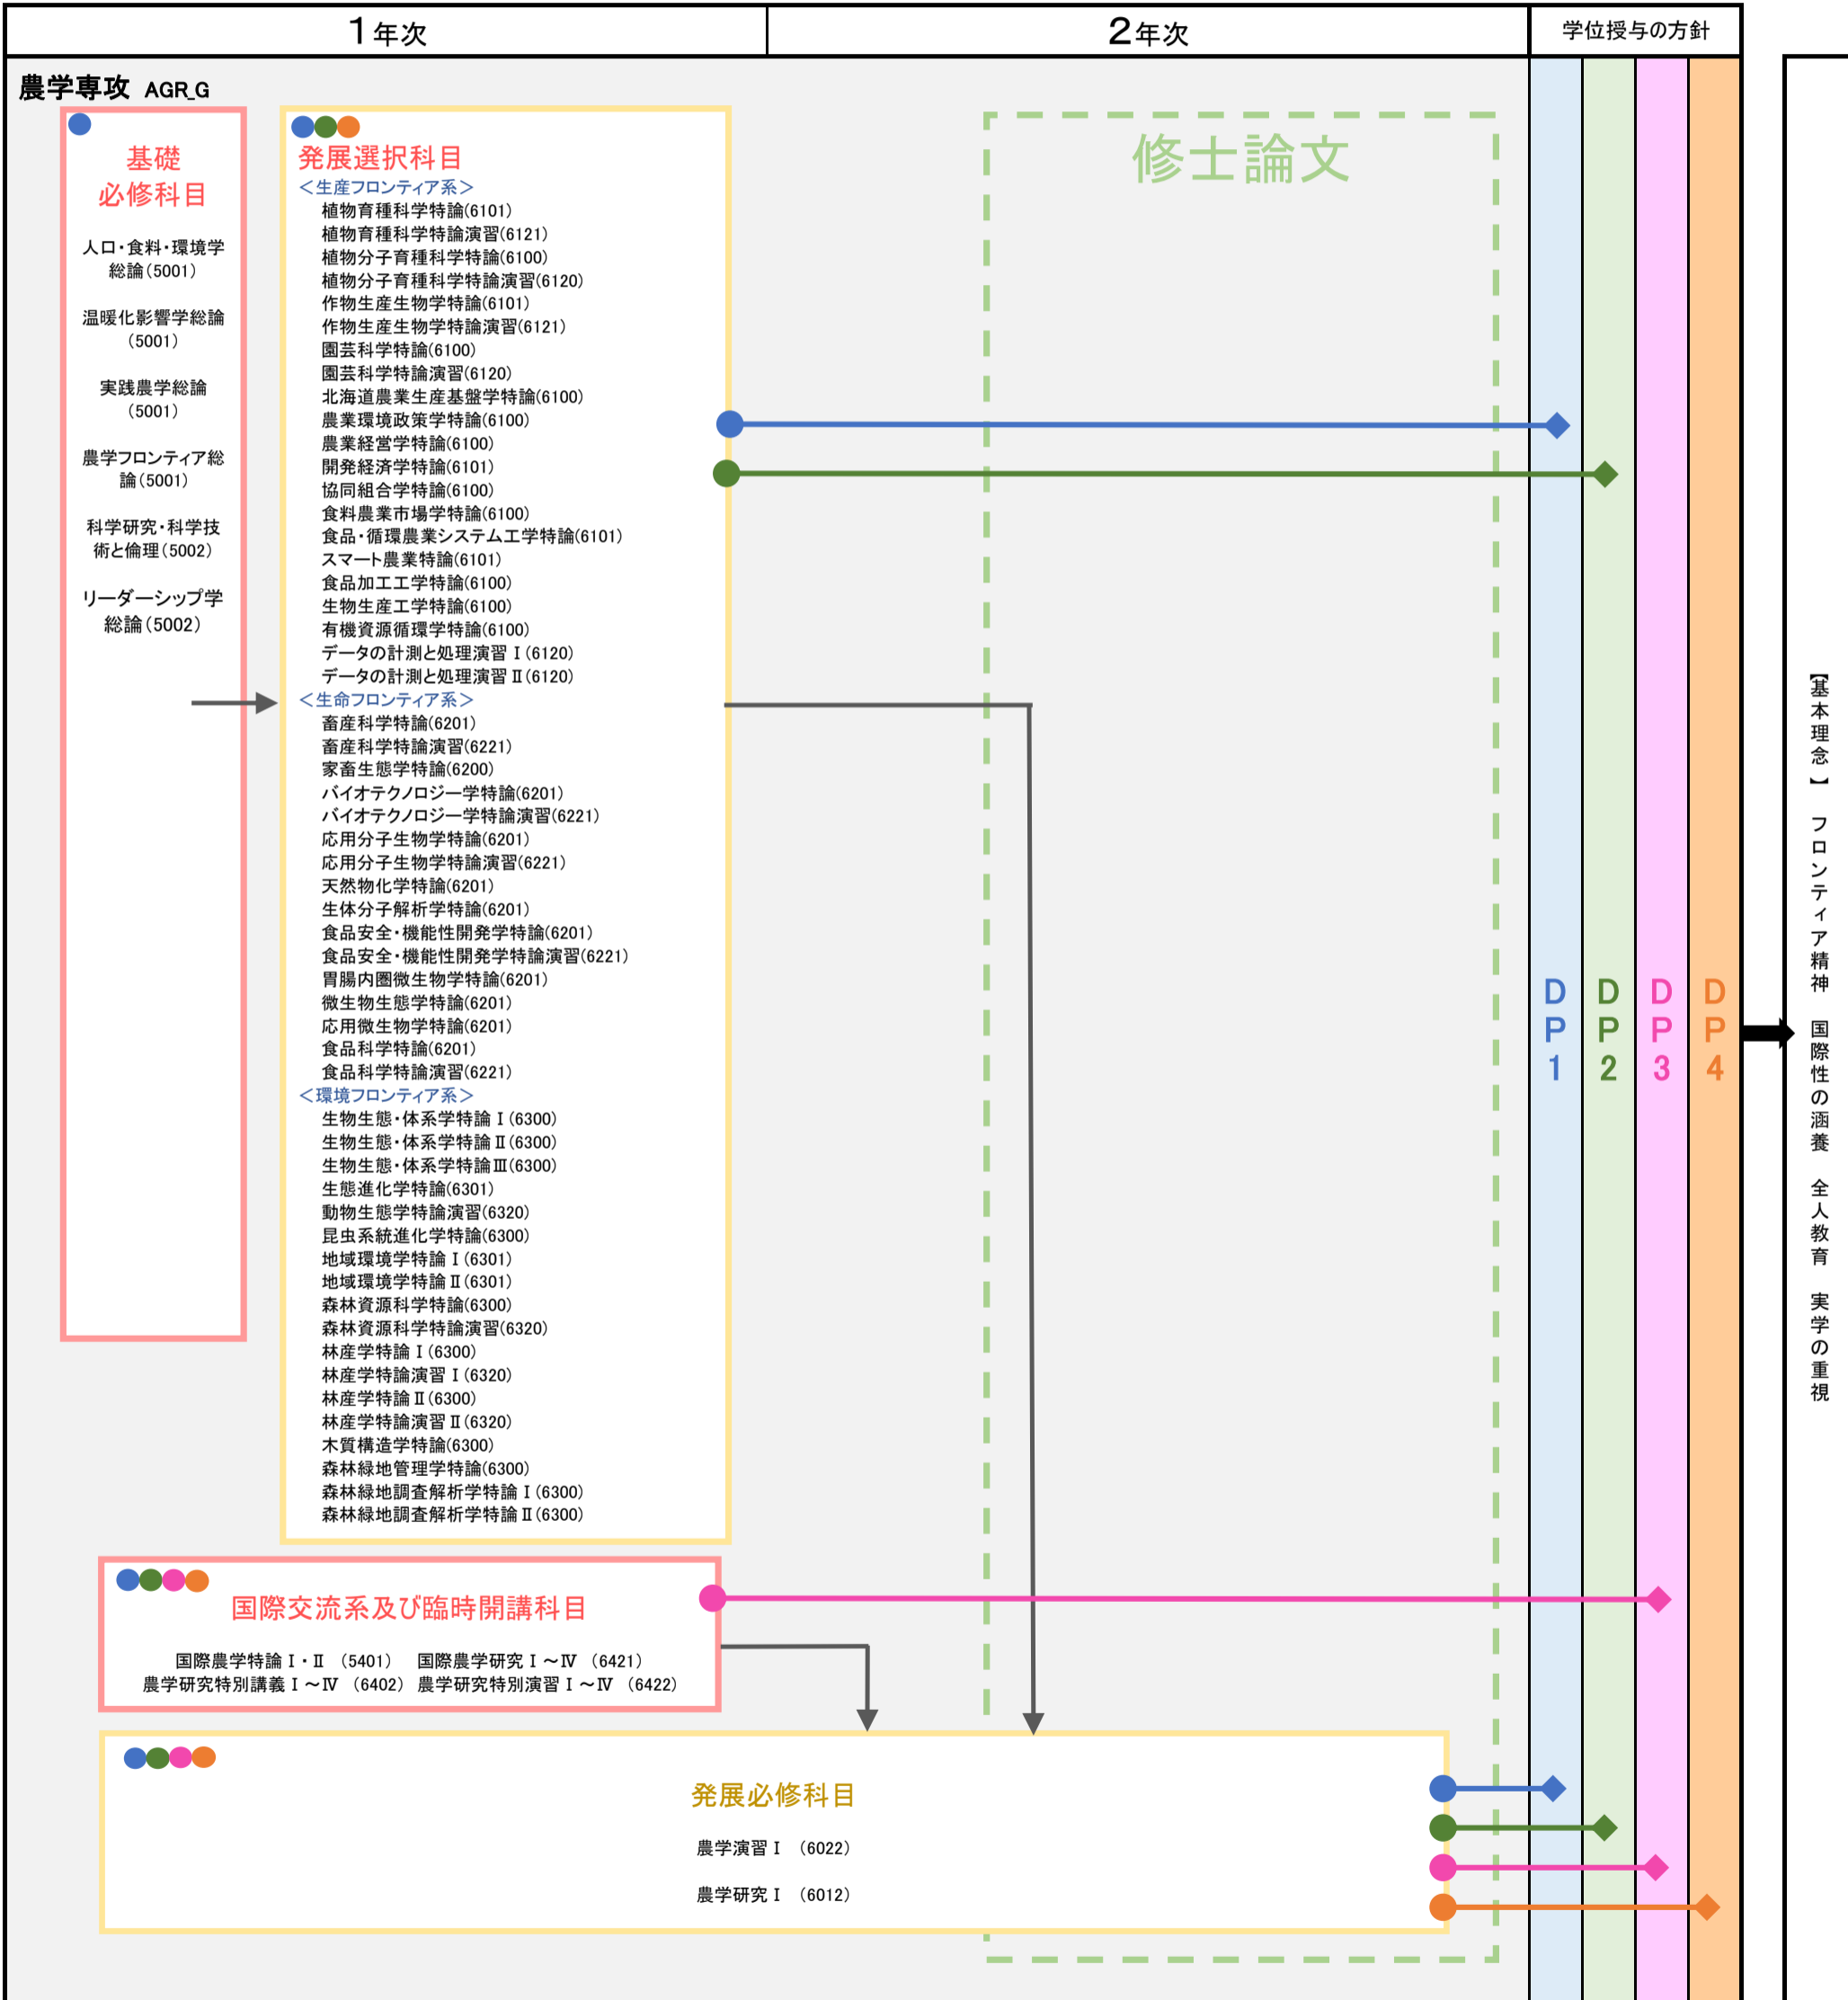 1年次
2年次
学位授与の方針
農学専攻 AGR_G
基礎
必修科目
人口・食料・環境学
総論(5001)
温暖化影響学総論
(5001)
実践農学総論
(5001)
農学フロンティア総
論(5001)
科学研究・科学技
術と倫理(5002)
リーダーシップ学
総論(5002)
発展選択科目
＜生産フロンティア系＞
植物育種科学特論(6101)
植物育種科学特論演習(6121)
植物分子育種科学特論(6100)
植物分子育種科学特論演習(6120)
作物生産生物学特論(6101)
作物生産生物学特論演習(6121)
園芸科学特論(6100)
園芸科学特論演習(6120)
北海道農業生産基盤学特論(6100)
農業環境政策学特論(6100)
農業経営学特論(6100)
開発経済学特論(6101)
協同組合学特論(6100)
食料農業市場学特論(6100)
食品・循環農業システム工学特論(6101)
スマート農業特論(6101)
食品加工工学特論(6100)
生物生産工学特論(6100)
有機資源循環学特論(6100)
データの計測と処理演習Ⅰ(6120)
データの計測と処理演習Ⅱ(6120)
＜生命フロンティア系＞
畜産科学特論(6201)
畜産科学特論演習(6221)
家畜生態学特論(6200)
バイオテクノロジー学特論(6201)
バイオテクノロジー学特論演習(6221)
応用分子生物学特論(6201)
応用分子生物学特論演習(6221)
天然物化学特論(6201)
生体分子解析学特論(6201)
食品安全・機能性開発学特論(6201)
食品安全・機能性開発学特論演習(6221)
胃腸内圏微生物学特論(6201)
微生物生態学特論(6201)
応用微生物学特論(6201)
食品科学特論(6201)
食品科学特論演習(6221)
＜環境フロンティア系＞
生物生態・体系学特論Ⅰ(6300)
生物生態・体系学特論Ⅱ(6300)
生物生態・体系学特論Ⅲ(6300)
生態進化学特論(6301)
動物生態学特論演習(6320)
昆虫系統進化学特論(6300)
地域環境学特論Ⅰ(6301)
地域環境学特論Ⅱ(6301)
森林資源科学特論(6300)
森林資源科学特論演習(6320)
林産学特論Ⅰ(6300)
林産学特論演習Ⅰ(6320)
林産学特論Ⅱ(6300)
林産学特論演習Ⅱ(6320)
木質構造学特論(6300)
森林緑地管理学特論(6300)
森林緑地調査解析学特論Ⅰ(6300)
森林緑地調査解析学特論Ⅱ(6300)
修士論文
国際交流系及び臨時開講科目
国際農学特論Ⅰ・Ⅱ (5401) 国際農学研究Ⅰ～Ⅳ (6421)
農学研究特別講義Ⅰ～Ⅳ (6402) 農学研究特別演習Ⅰ～Ⅳ (6422)
発展必修科目
農学演習Ⅰ (6022)
農学研究Ⅰ (6012)
DP1
DP2
DP3
DP4
【基本理念】 フロンティア精神 国際性の涵養 全人教育 実学の重視